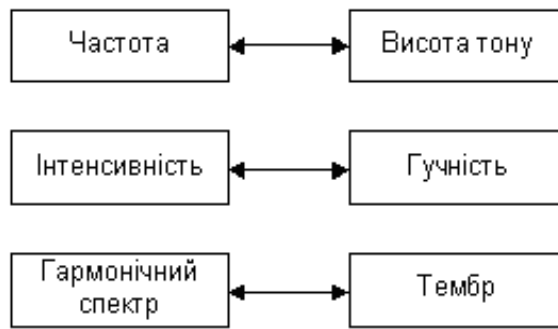 Частота
Висота тону
Інтенсивність
Гучність
Гармонічний
спектр
Тембр